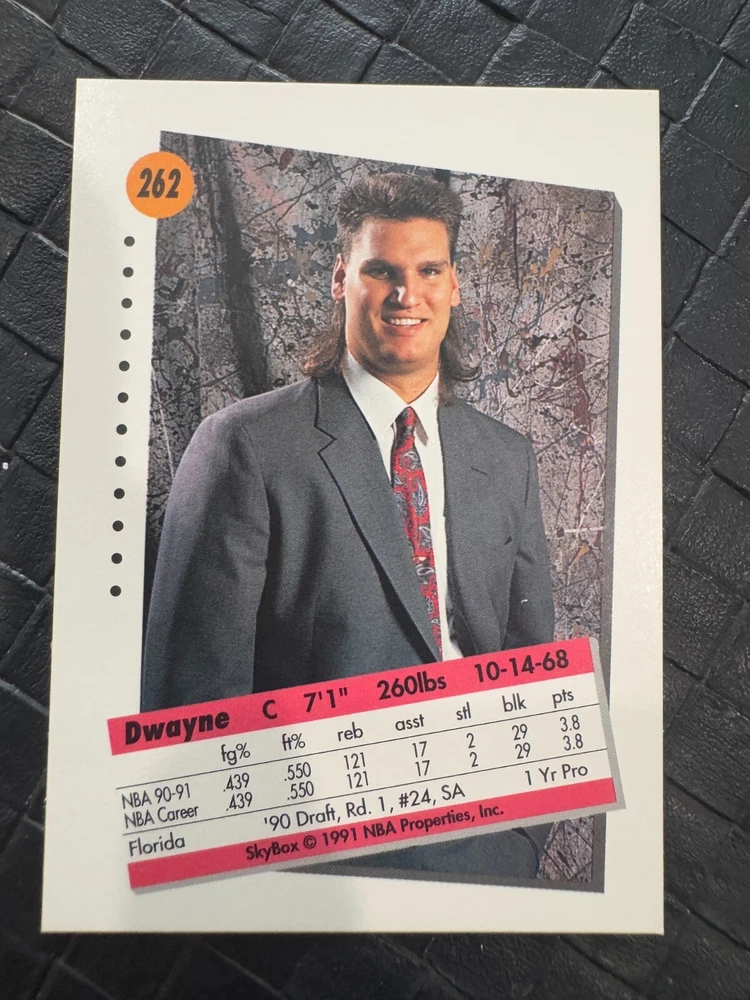 262
Dwayne C 7'1" 260lbs 10-14-68
fg% ft% reb asst stl blk pts
NBA 90-91 .439 .550 121 17 2 29 3.8
NBA Career .439 .550 121 17 2 29 3.8
Florida '90 Draft, Rd. 1, #24, SA 1 Yr Pro
SkyBox © 1991 NBA Properties, Inc.